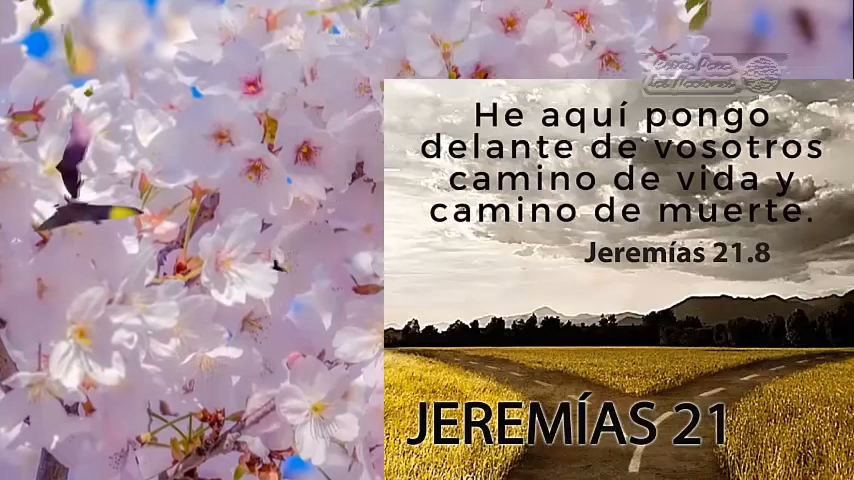 He aquí pongo
delante de vosotros
camino de vida y
camino de muerte.
Jeremías 21.8
JEREMÍAS 21